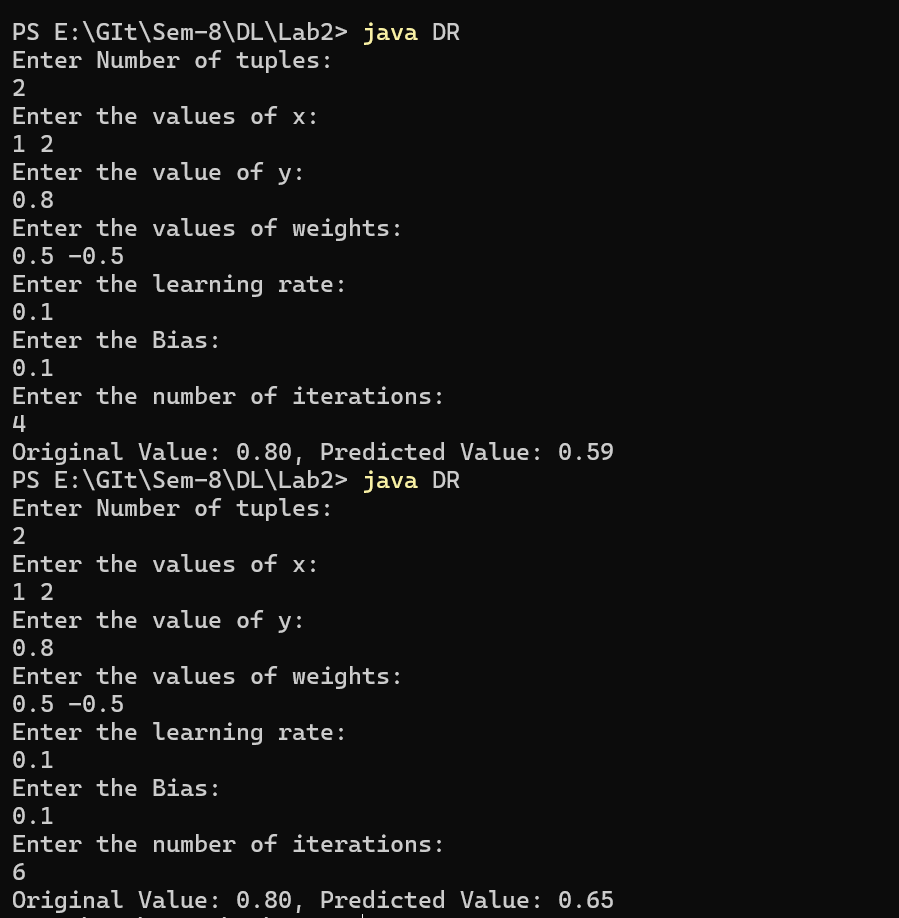 PS E:\GIt\Sem-8\DL\Lab2> java DR
Enter Number of tuples:
2
Enter the values of x:
1 2
Enter the value of y:
0.8
Enter the values of weights:
0.5 -0.5
Enter the learning rate:
0.1
Enter the Bias:
0.1
Enter the number of iterations:
4
Original Value: 0.80, Predicted Value: 0.59
PS E:\GIt\Sem-8\DL\Lab2> java DR
Enter Number of tuples:
2
Enter the values of x:
1 2
Enter the value of y:
0.8
Enter the values of weights:
0.5 -0.5
Enter the learning rate:
0.1
Enter the Bias:
0.1
Enter the number of iterations:
6
Original Value: 0.80, Predicted Value: 0.65